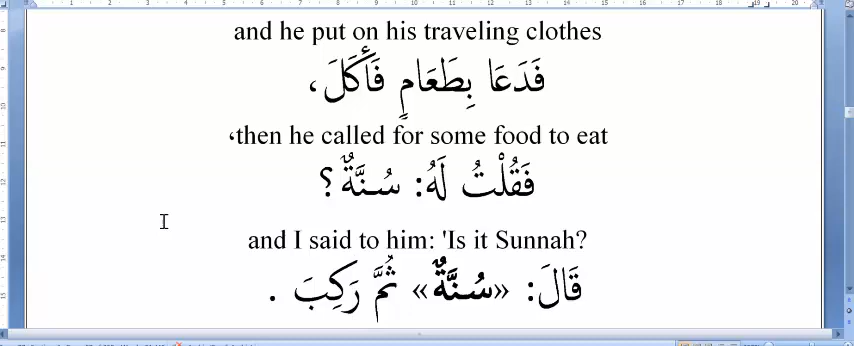 and he put on his traveling clothes
فَدَعَا بِطَعَامٍ فَأَكَلَ،
then he called for some food to eat،
فَقُلْتُ لَهُ: سُنَّةٌ؟
and I said to him: 'Is it Sunnah?
قَالَ: «سُنَّةٌ» ثُمَّ رَكِبَ .